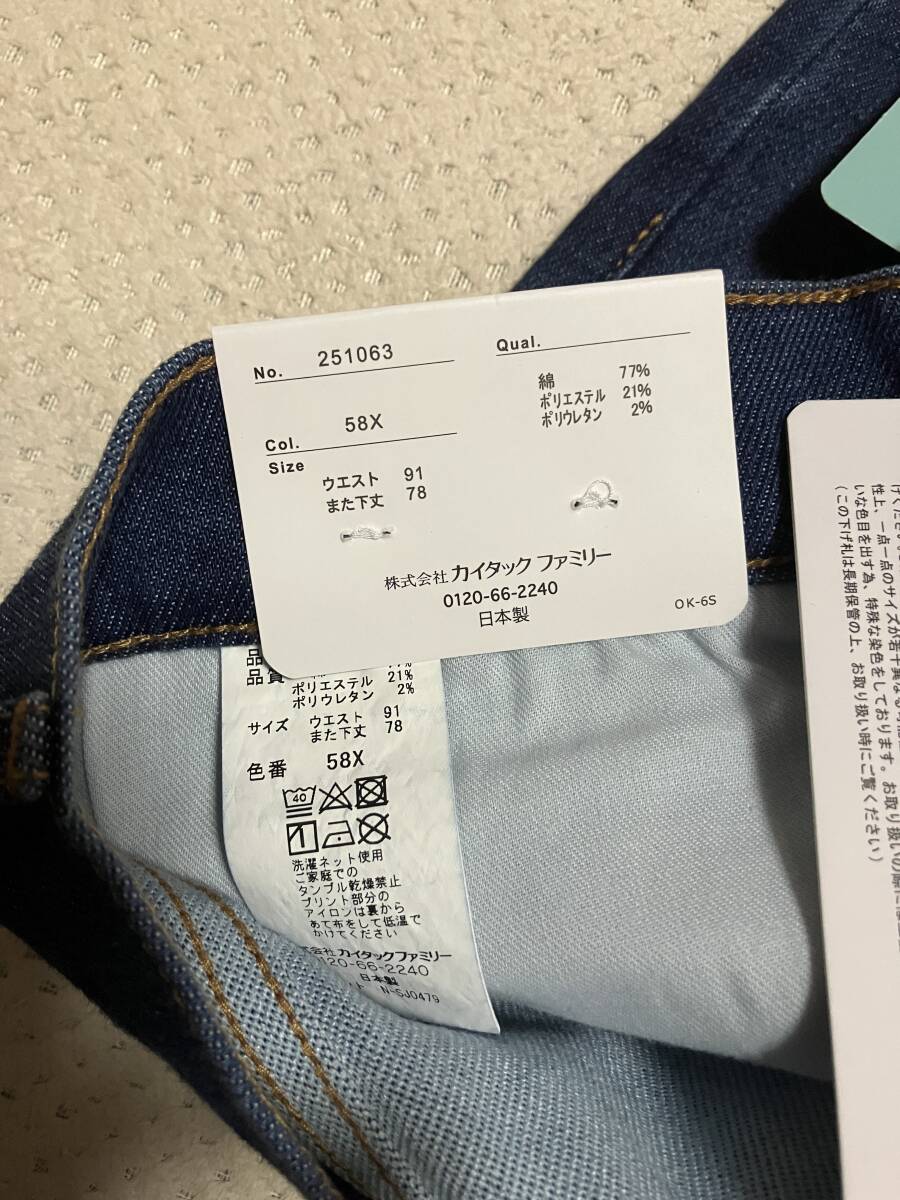 No. 251063
Col. 58X
Size
ウエスト 91
また下丈 78
Qual.
綿 77%
ポリエステル 21%
ポリウレタン 2%
株式会社カイタック ファミリー
0120-66-2240
日本製
OK-6S
品
品質 77%
ポリエステル 21%
ポリウレタン 2%
サイズ ウエスト 91
また下丈 78
色番 58X
40
洗濯ネット使用
ご家庭での
タンブル乾燥禁止
プリント部分の
アイロンは裏から
あて布をして低温で
かけてください
式会社カイタックファミリー
0120-66-2240
日本製
N-SJ0479
性上、一点一点のサイズが若干異なる
いな色目を出す為、特殊な染色をしております。お取り扱いの際に
(この下げ札は長期保管の上、お取り扱い時にご覧ください)